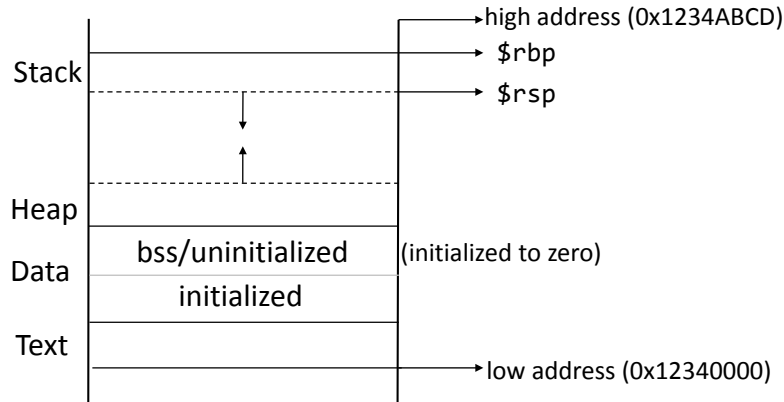 high address (0x1234ABCD)
$rbp
Stack
$rsp
Heap
bss/uninitialized
(initialized to zero)
Data
initialized
Text
low address (0x12340000)